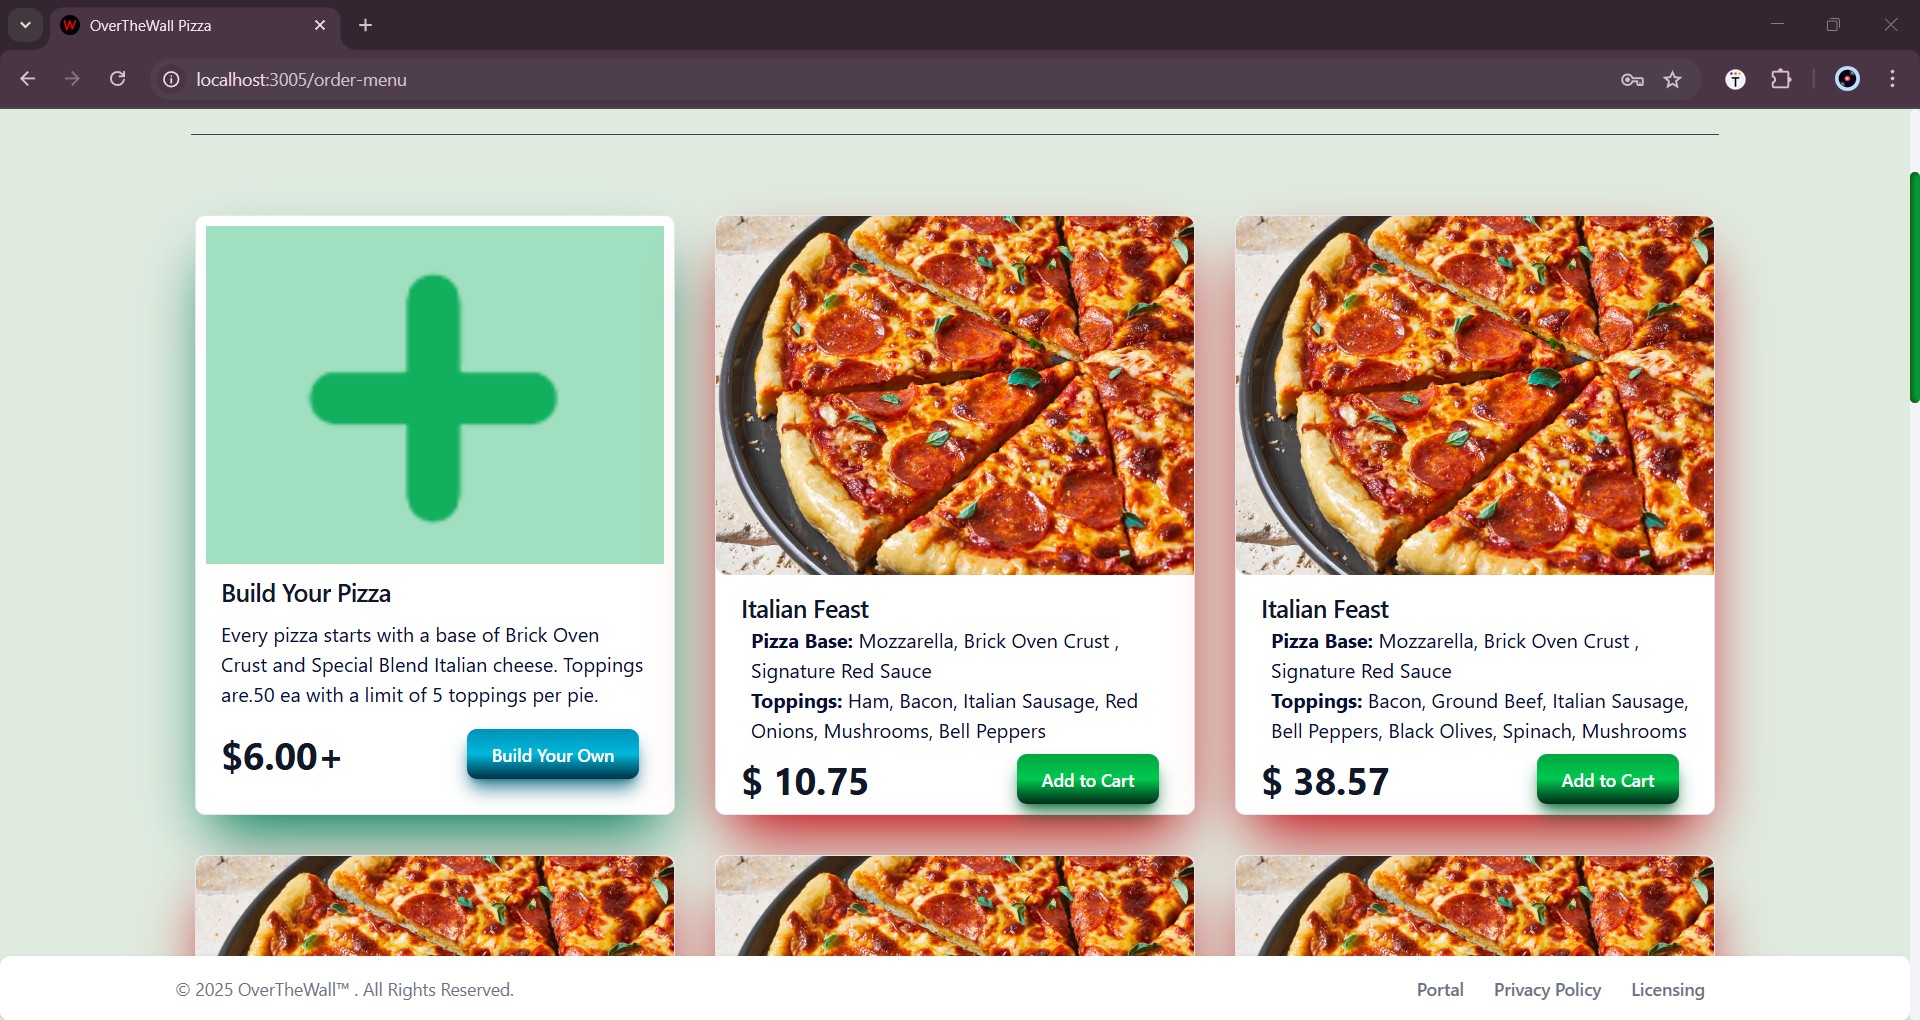 W OverTheWall Pizza
localhost:3005/order-menu
T
Build Your Pizza
Every pizza starts with a base of Brick Oven
Crust and Special Blend Italian cheese. Toppings
are.50 ea with a limit of 5 toppings per pie.
$6.00+ Build Your Own
Italian Feast
Pizza Base: Mozzarella, Brick Oven Crust ,
Signature Red Sauce
Toppings: Ham, Bacon, Italian Sausage, Red
Onions, Mushrooms, Bell Peppers
$ 10.75 Add to Cart
Italian Feast
Pizza Base: Mozzarella, Brick Oven Crust ,
Signature Red Sauce
Toppings: Bacon, Ground Beef, Italian Sausage,
Bell Peppers, Black Olives, Spinach, Mushrooms
$ 38.57 Add to Cart
© 2025 OverTheWall™ . All Rights Reserved. Portal Privacy Policy Licensing